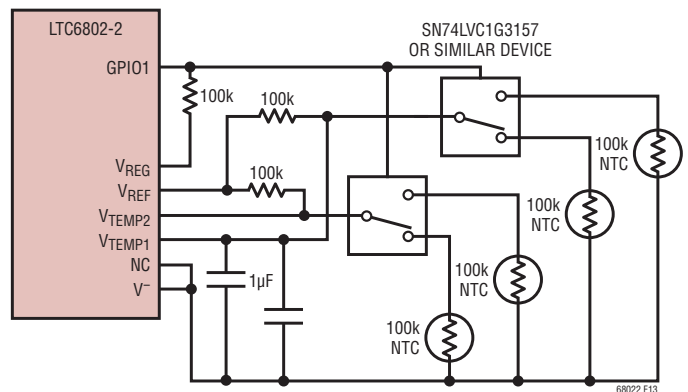 LTC6802-2
SN74LVC1G3157
OR SIMILAR DEVICE
GPIO1
100k
100k
100k
NTC
VREG
100k
VREF
100k
NTC
VTEMP2
VTEMP1
NC
1µF
100k
NTC
V−
100k
NTC
68022 F13